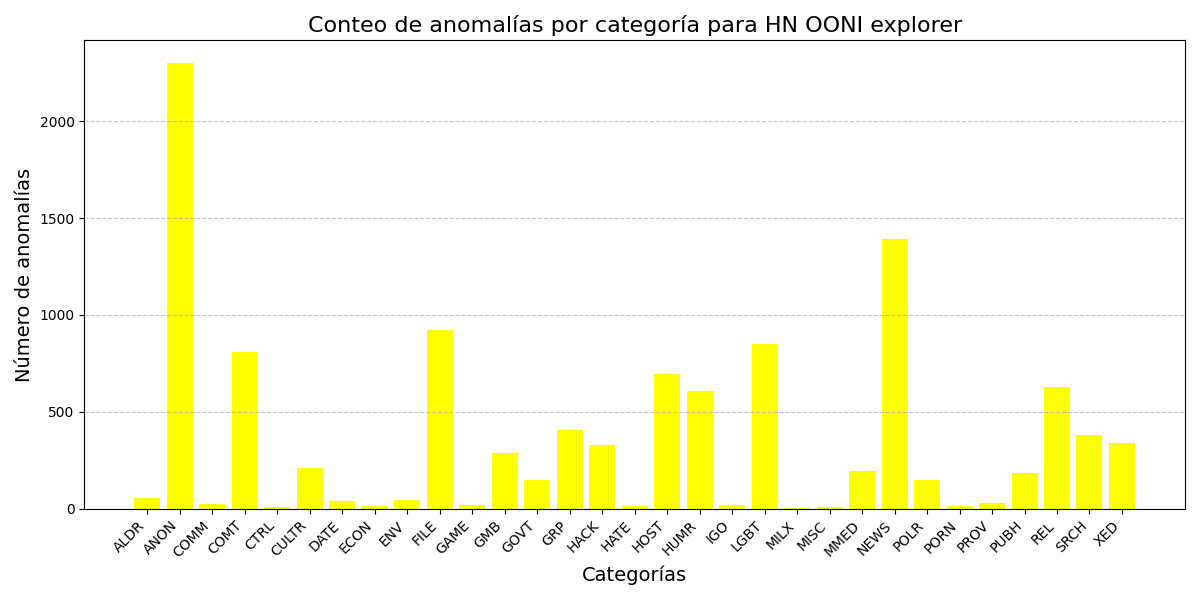 Conteo de anomalías por categoría para HN OONI explorer
Número de anomalías
2000
1500
1000
500
0
ALDR
ANON
COMM
COMT
CTRL
CULTR
DATE
ECON
ENV
FILE
GAME
GMB
GOVT
GRP
HACK
HATE
HOST
HUMR
IGO
LGBT
MILX
MISC
MMED
NEWS
POLR
PORN
PROV
PUBH
REL
SRCH
XED
Categorías